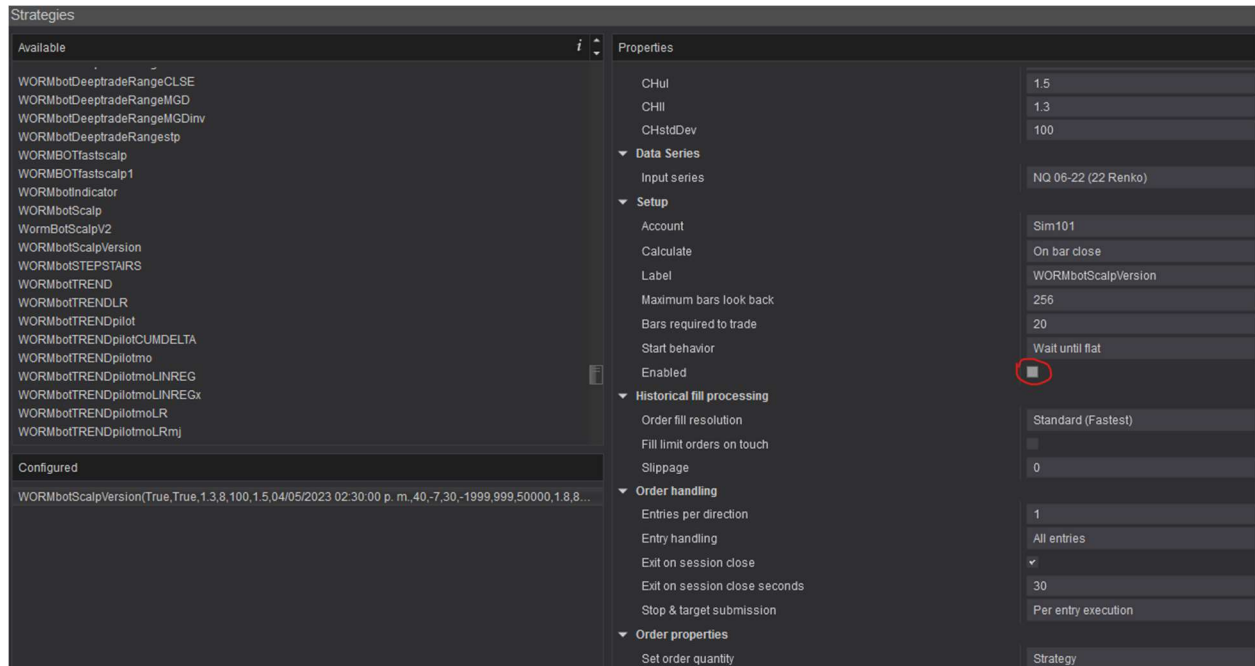 Strategies
Available
i
WORMbotDeeptradeRangeCLSE
WORMbotDeeptradeRangeMGD
WORMbotDeeptradeRangeMGDinv
WORMbotDeeptradeRangestp
WORMBOTfastscalp
WORMBOTfastscalp1
WORMbotIndicator
WORMbotScalp
WormBotScalpV2
WORMbotScalpVersion
WORMbotSTEPSTAIRS
WORMbotTREND
WORMbotTRENDLR
WORMbotTRENDpilot
WORMbotTRENDpilotCUMDELTA
WORMbotTRENDpilotmo
WORMbotTRENDpilotmoLINREG
WORMbotTRENDpilotmoLINREGx
WORMbotTRENDpilotmoLR
WORMbotTRENDpilotmoLRmj
Configured
WORMbotScalpVersion(True,True,1.3,8,100,1.5,04/05/2023 02:30:00 p. m.,40,-7,30,-1999,999,50000,1.8,8...
Properties
CHul 1.5
CHll 1.3
CHstdDev 100
Data Series
Input series NQ 06-22 (22 Renko)
Setup
Account Sim101
Calculate On bar close
Label WORMbotScalpVersion
Maximum bars look back 256
Bars required to trade 20
Start behavior Wait until flat
Enabled
Historical fill processing
Order fill resolution Standard (Fastest)
Fill limit orders on touch
Slippage 0
Order handling
Entries per direction 1
Entry handling All entries
Exit on session close
Exit on session close seconds 30
Stop & target submission Per entry execution
Order properties
Set order quantity Strategy